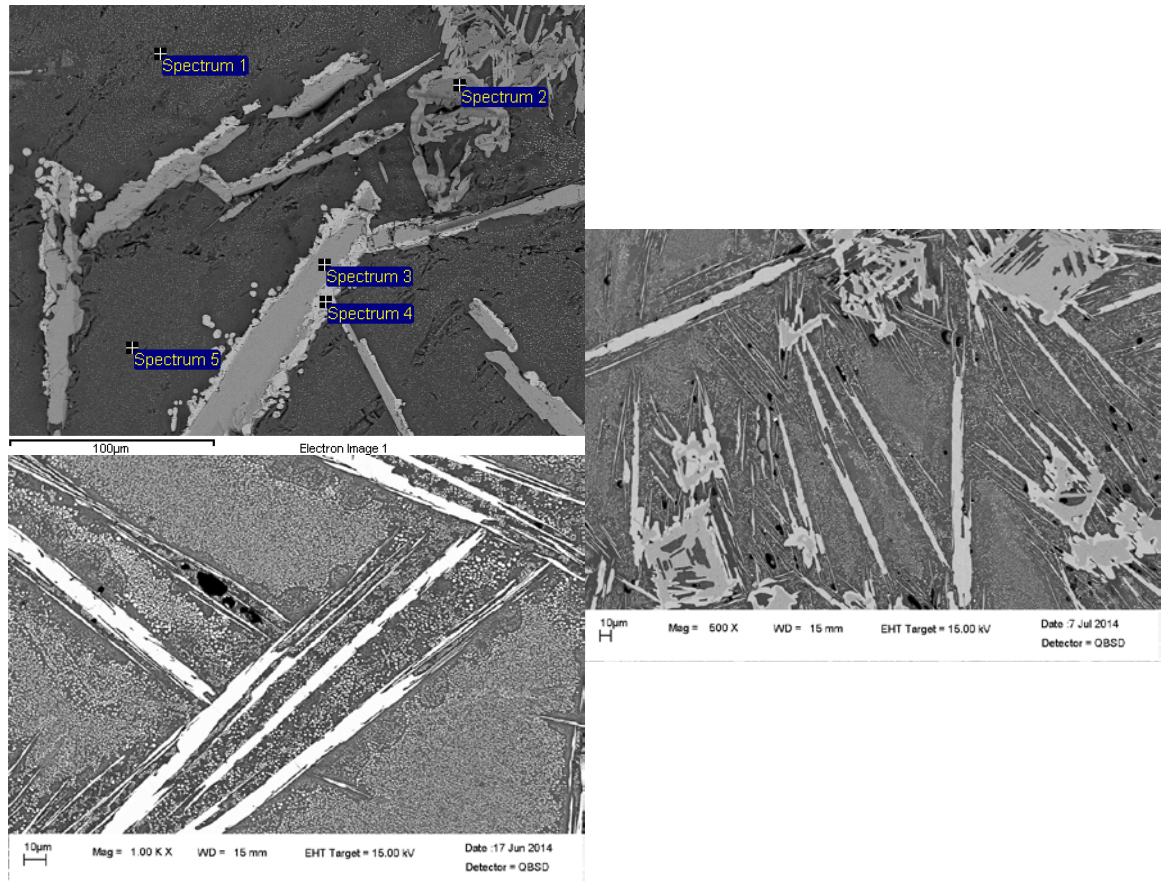 Spectrum 1
Spectrum 2
Spectrum 3
Spectrum 4
Spectrum 5
100µm Electron Image 1
10µm Mag = 1.00 K X WD = 15 mm EHT Target = 15.00 kV Date :17 Jun 2014
Detector = QBSD
10µm Mag = 500 X WD = 15 mm EHT Target = 15.00 kV Date :7 Jul 2014
Detector = QBSD